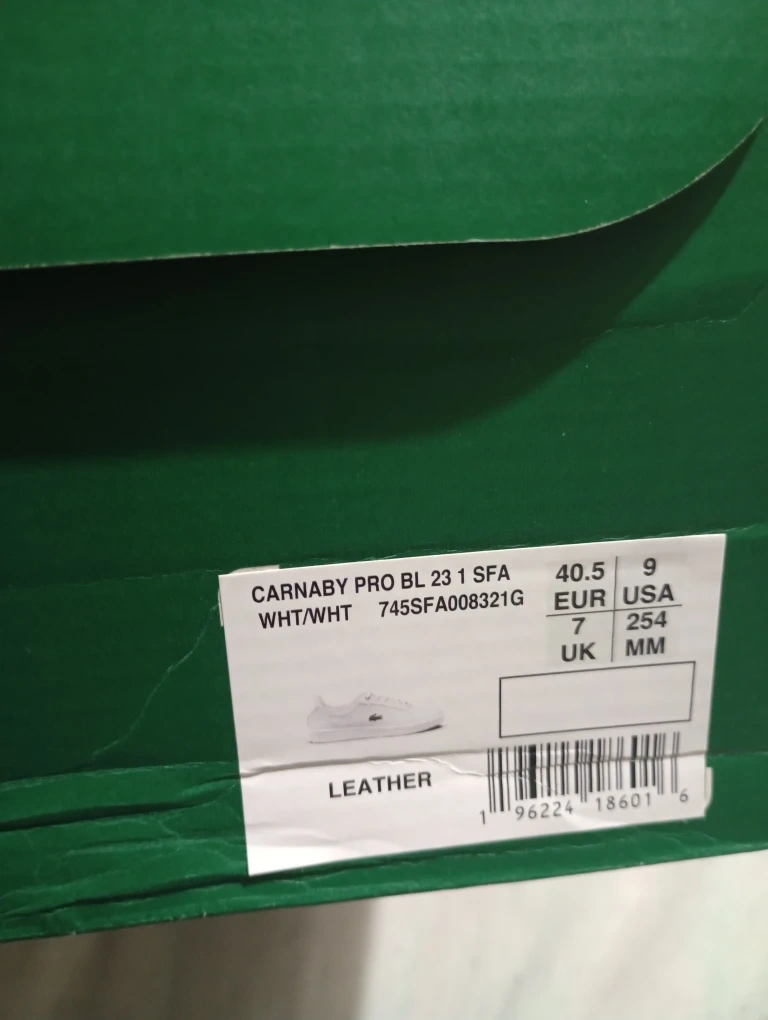 CARNABY PRO BL 23 1 SFA
WHT/WHT 745SFA008321G
40.5 9
EUR USA
7 254
UK MM
LEATHER
1 96224 18601 6